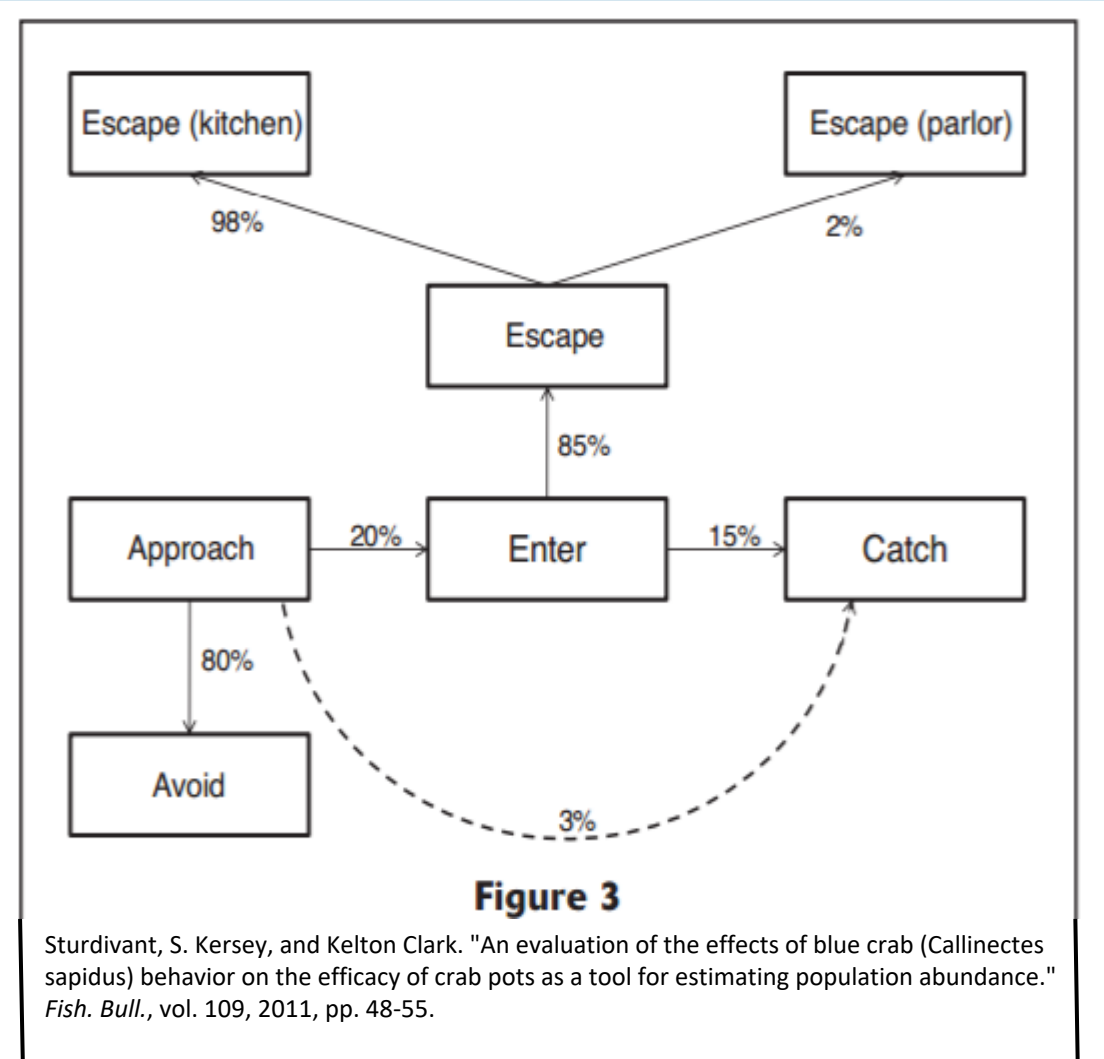 Escape (kitchen)
Escape (parlor)
98%
2%
Escape
85%
Approach
20%
Enter
15%
Catch
80%
Avoid
3%
Figure 3
Sturdivant, S. Kersey, and Kelton Clark. "An evaluation of the effects of blue crab (Callinectes
sapidus) behavior on the efficacy of crab pots as a tool for estimating population abundance."
Fish. Bull., vol. 109, 2011, pp. 48-55.